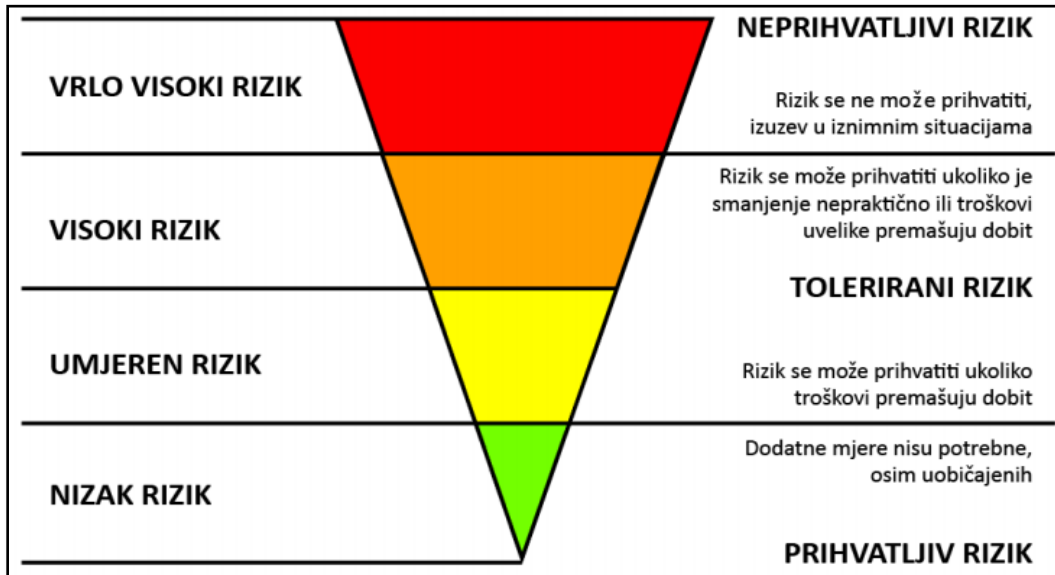 NEPRIHVATLJIVI RIZIK
VRLO VISOKI RIZIK
Rizik se ne može prihvatiti,
izuzev u iznimnim situacijama
Rizik se može prihvatiti ukoliko je
smanjenje nepraktično ili troškovi
uvelike premašuju dobit
VISOKI RIZIK
TOLERIRANI RIZIK
UMJEREN RIZIK
Rizik se može prihvatiti ukoliko
troškovi premašuju dobit
Dodatne mjere nisu potrebne,
osim uobičajenih
NIZAK RIZIK
PRIHVATLJIV RIZIK